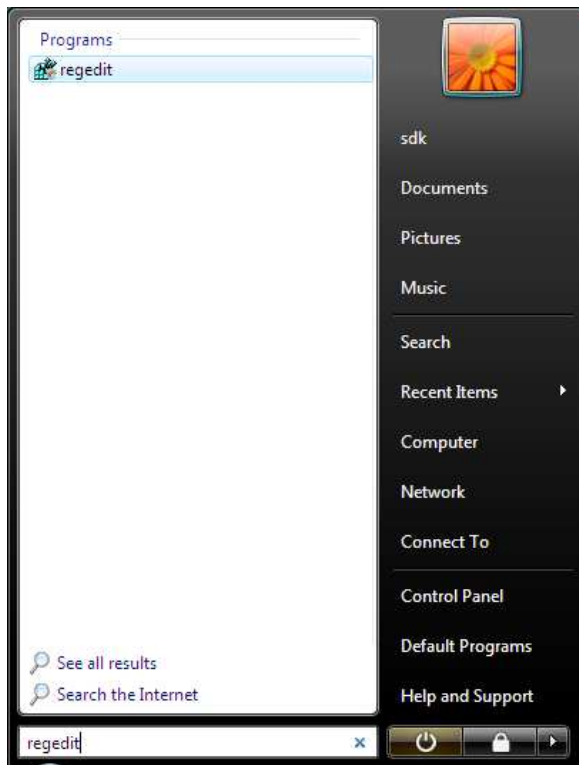 Programs
regedit
See all results
Search the Internet
regedit
sdk
Documents
Pictures
Music
Search
Recent Items
Computer
Network
Connect To
Control Panel
Default Programs
Help and Support